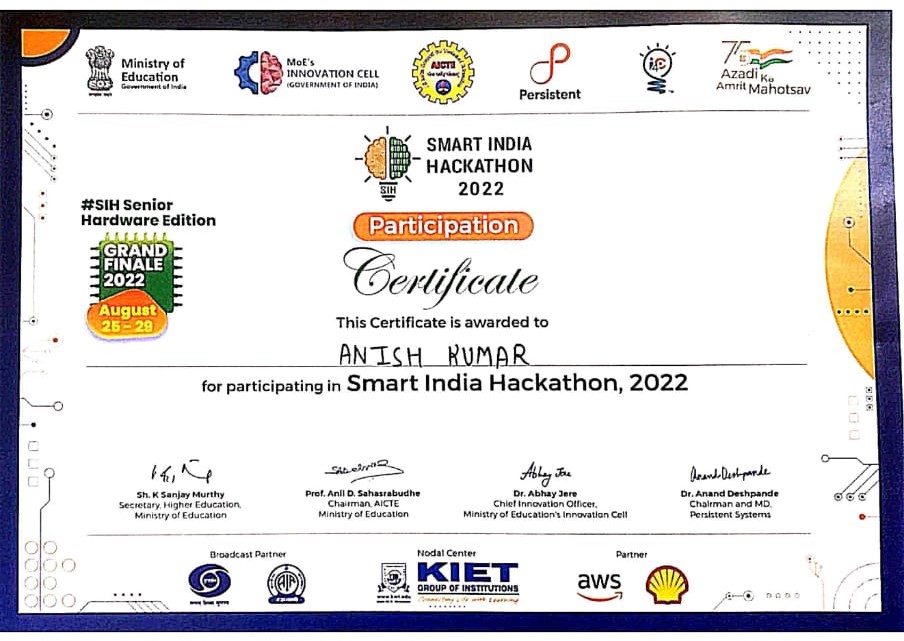 Ministry of
Education
Government of India
MoE's
INNOVATION CELL
(GOVERNMENT OF INDIA)
AICTE
Persistent
75
Azadi Ka
Amrit Mahotsav
SMART INDIA
HACKATHON
2022
SIH
#SIH Senior
Hardware Edition
GRAND
FINALE
2022
August
25 - 29
Participation
Certificate
This Certificate is awarded to
ANISH KUMAR
for participating in Smart India Hackathon, 2022
Abhay Jere
Anand Deshpande
Sh. K Sanjay Murthy
Secretary, Higher Education,
Ministry of Education
Prof. Anil D. Sahasrabudhe
Chairman, AICTE
Ministry of Education
Dr. Abhay Jere
Chief Innovation Officer,
Ministry of Education's Innovation Cell
Dr. Anand Deshpande
Chairman and MD,
Persistent Systems
Broadcast Partner
Nodal Center
Partner
KIET
GROUP OF INSTITUTIONS
Connecting Life with Learning
www.kiet.edu
aws